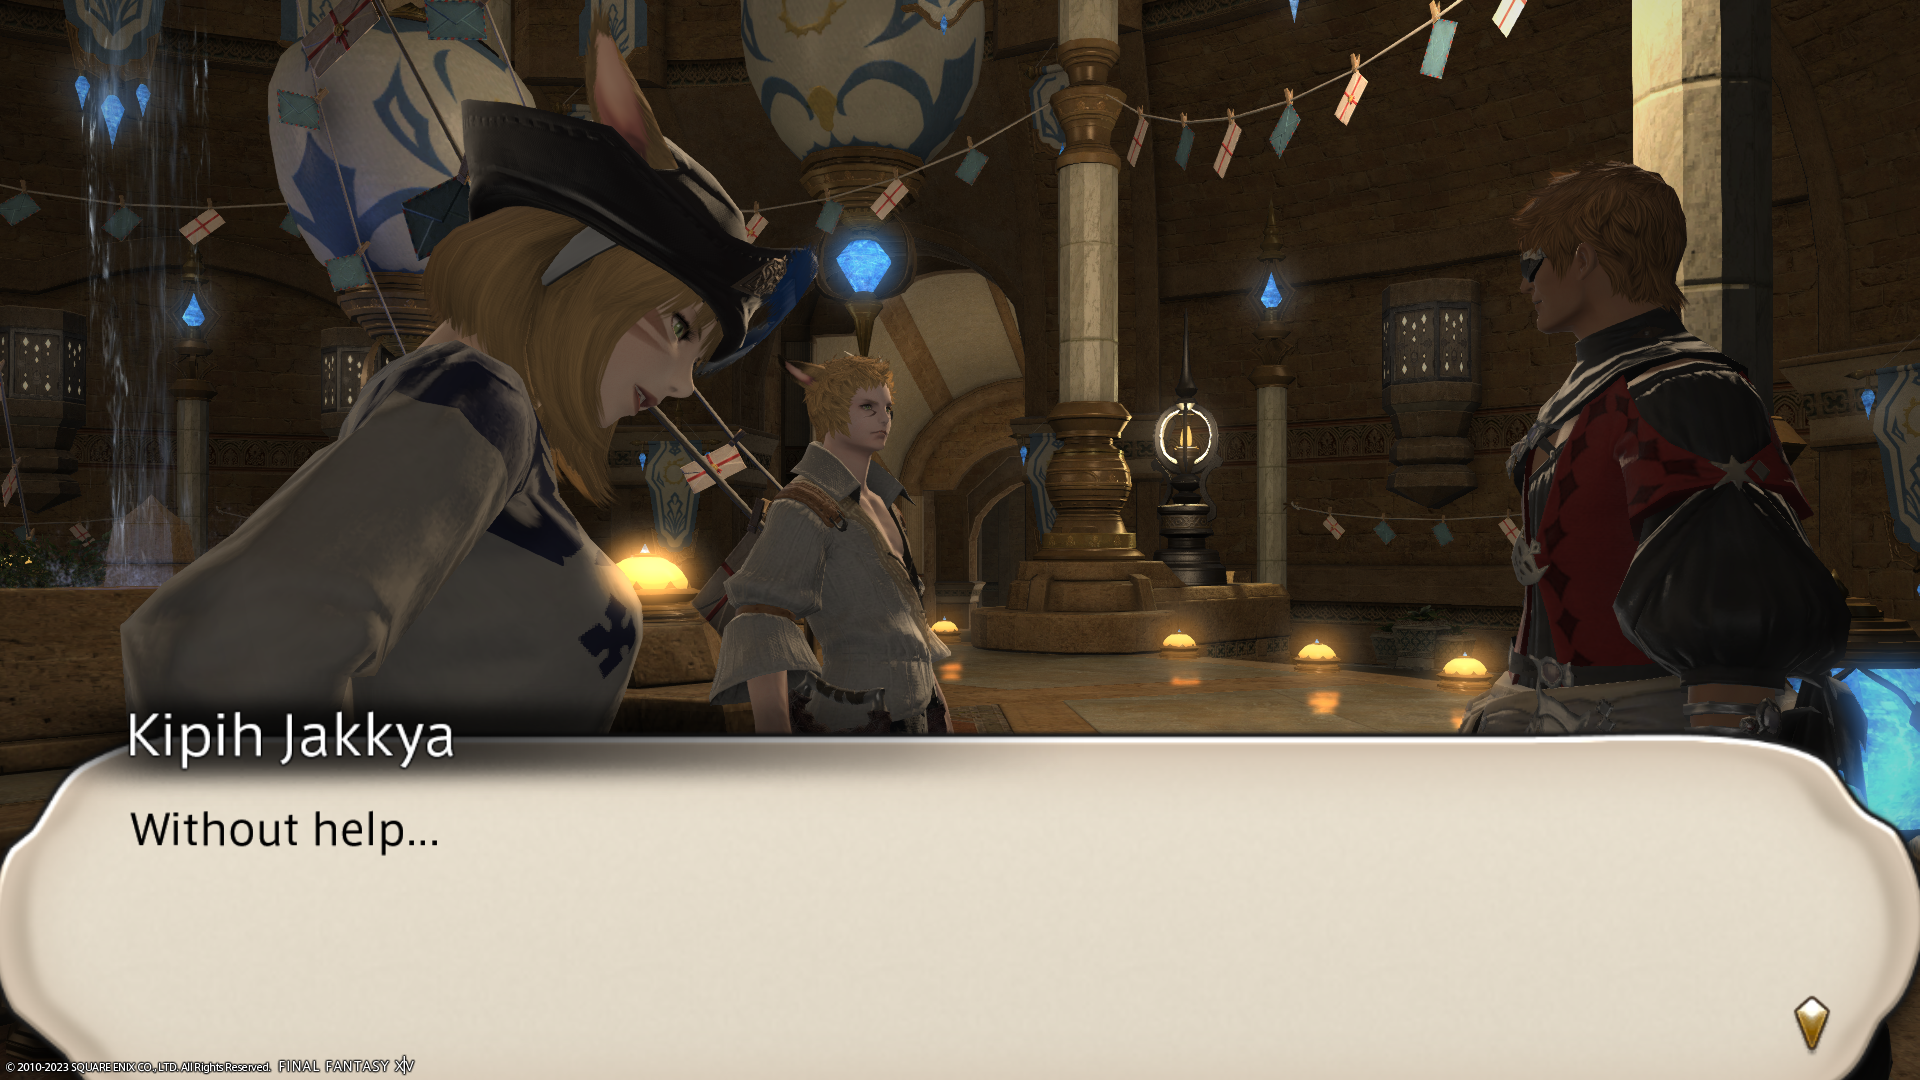 Kipih Jakkya
Without help...
© 2010-2023 SQUARE ENIX CO., LTD. All Rights Reserved. FINAL FANTASY XIV